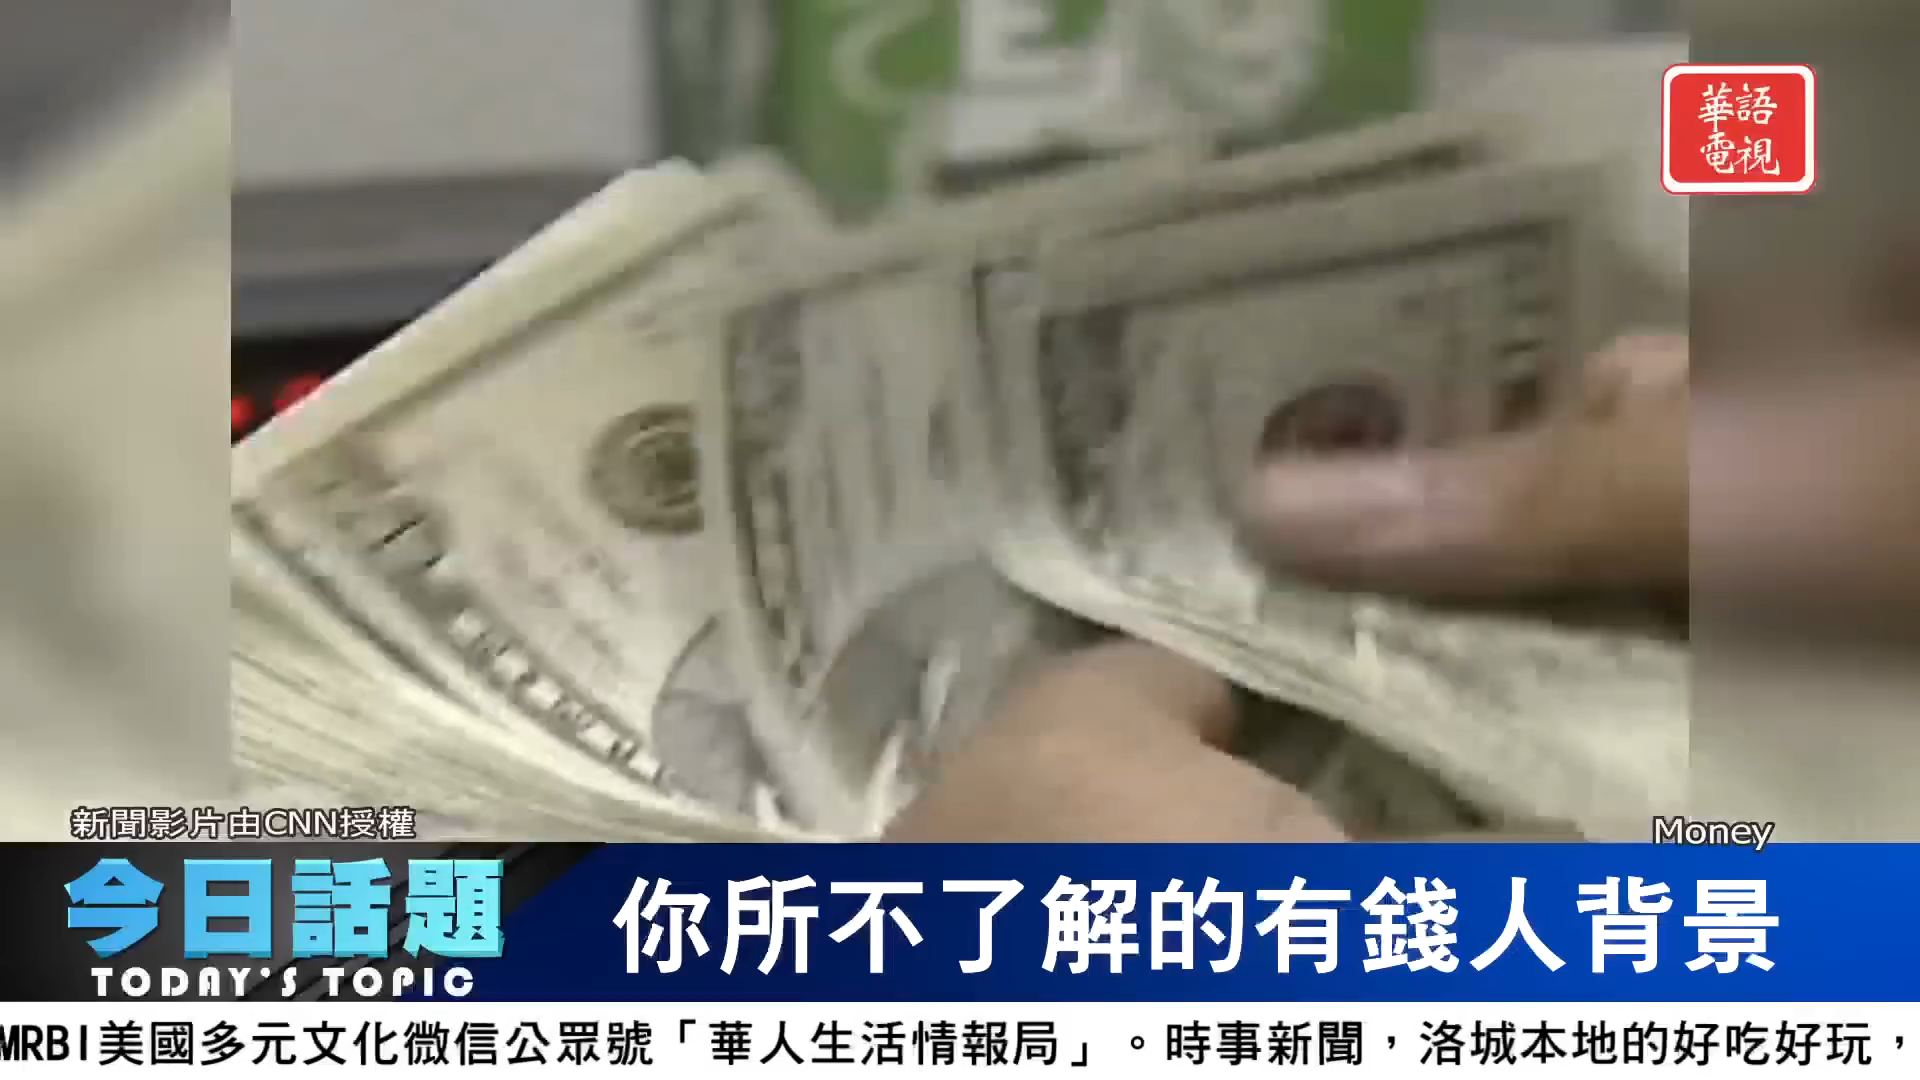 華語
電視
新聞影片由CNN授權
Money
今日話題
TODAY'S TOPIC
你所不了解的有錢人背景
MRBI美國多元文化微信公眾號「華人生活情報局」。時事新聞，洛城本地的好吃好玩，